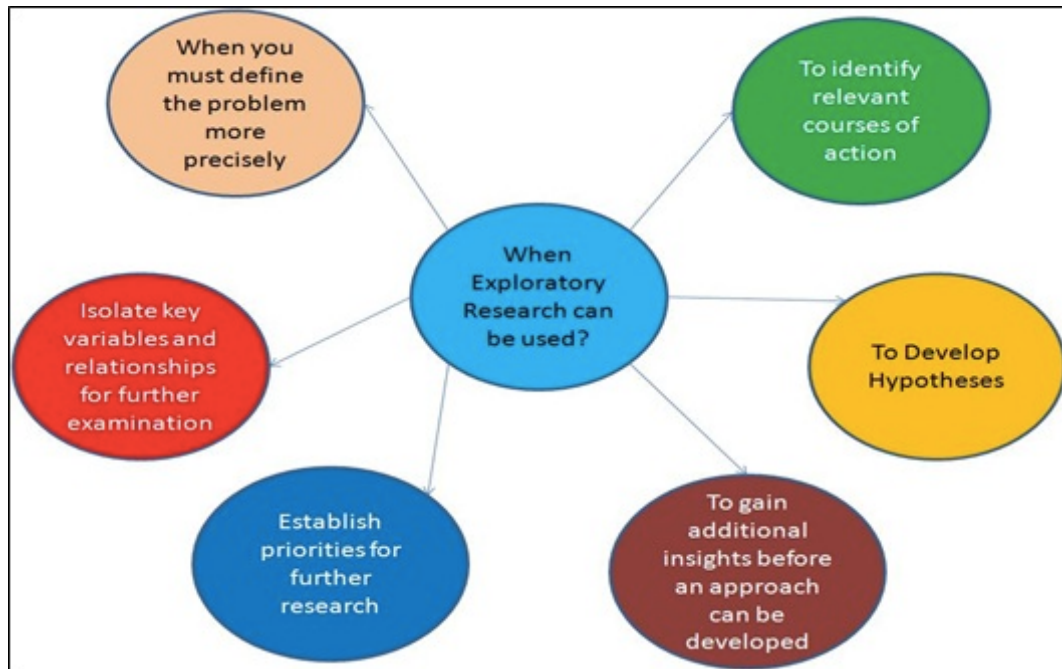 When you
must define
the problem
more
precisely
To identify
relevant
courses of
action
When
Exploratory
Research can
be used?
Isolate key
variables and
relationships
for further
examination
To Develop
Hypotheses
Establish
priorities for
further
research
To gain
additional
insights before
an approach
can be
developed